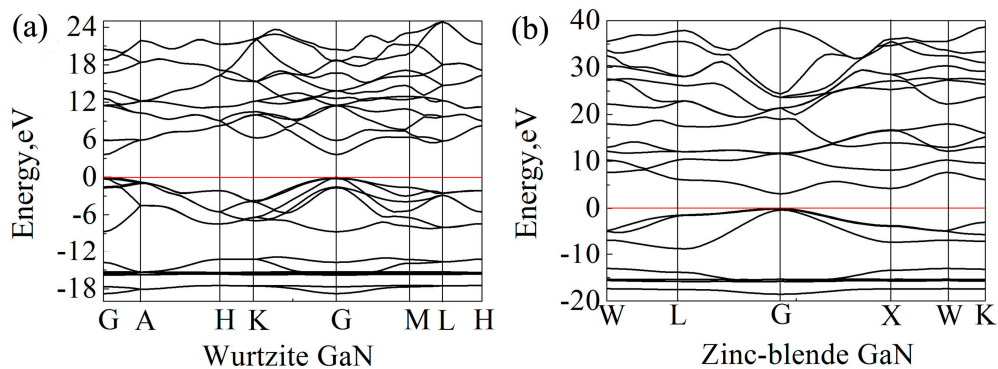 (a)
Energy,eV
24
18
12
6
0
-6
-12
-18
G A H K G M L H
Wurtzite GaN
(b)
Energy,eV
40
30
20
10
0
-10
-20
W L G X W K
Zinc-blende GaN